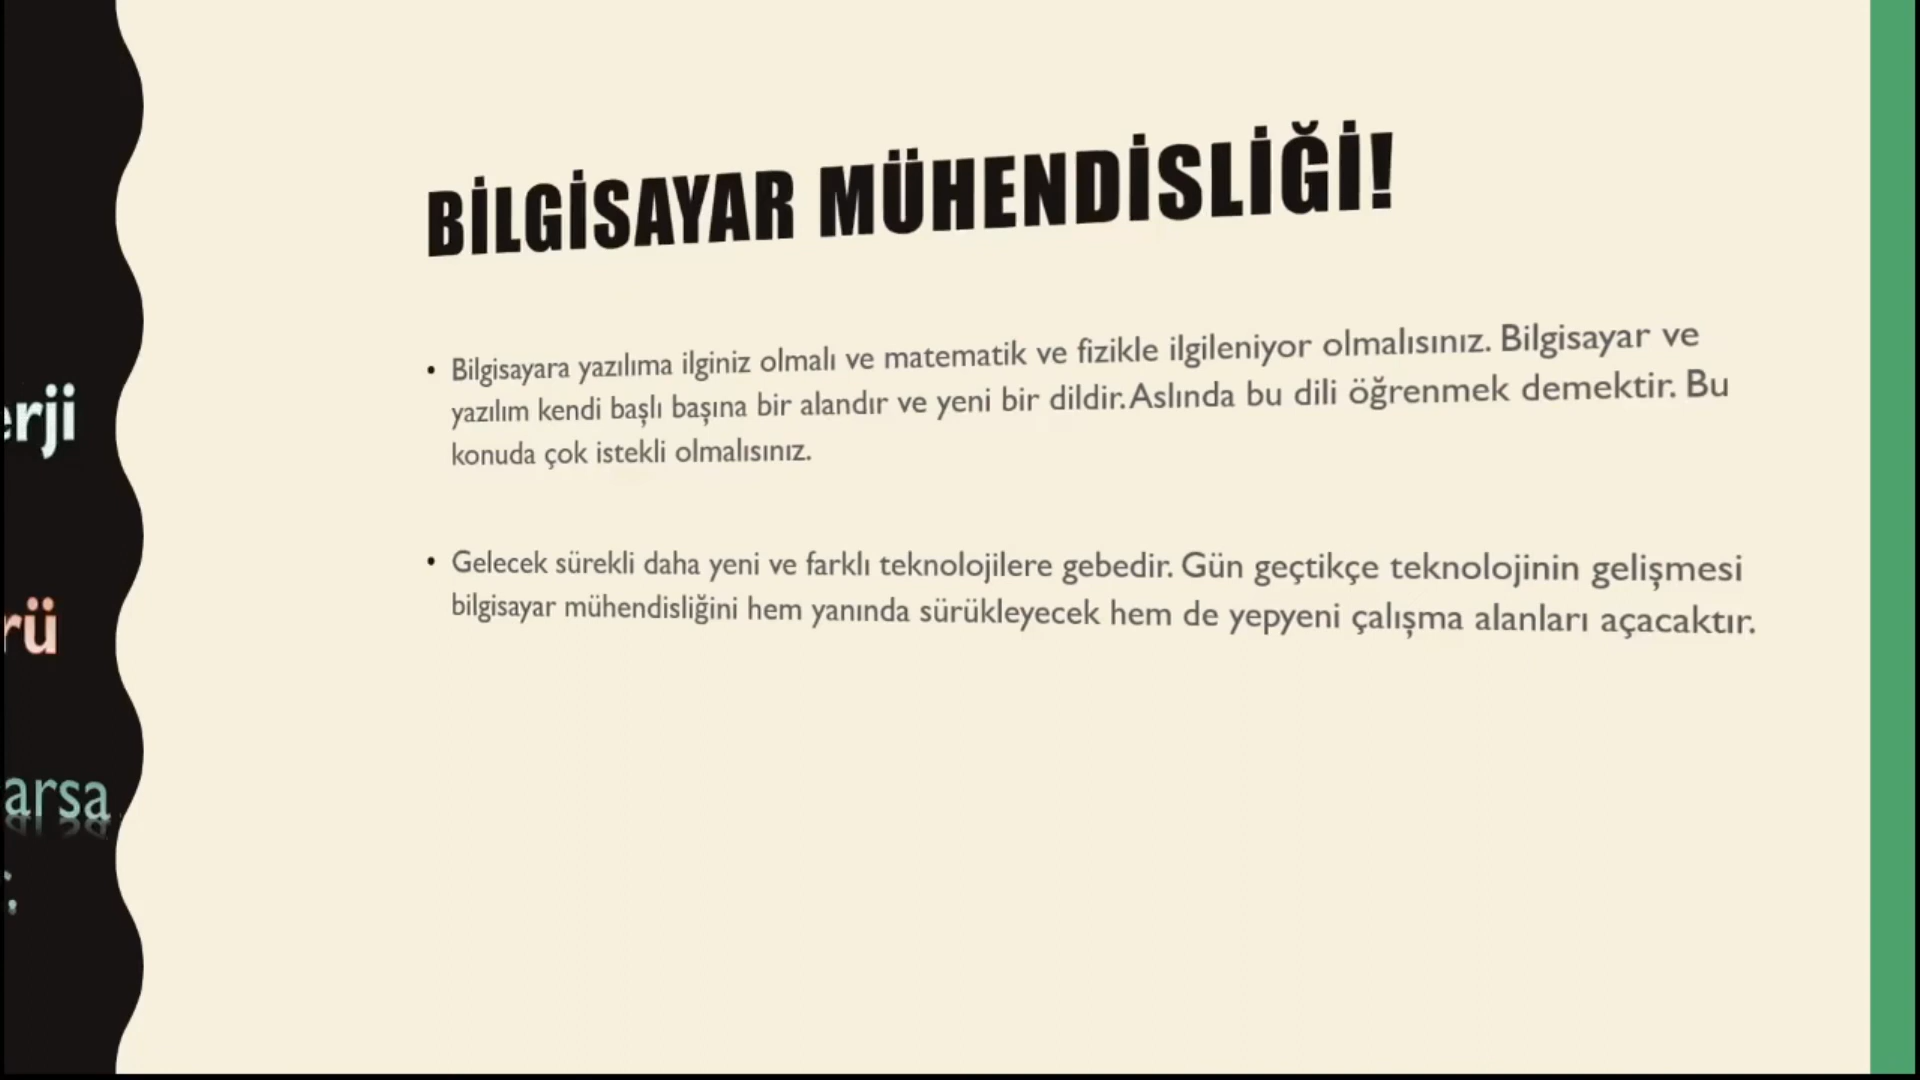 BİLGİSAYAR MÜHENDİSLİĞİ!
• Bilgisayara yazılıma ilginiz olmalı ve matematik ve fizikle ilgileniyor olmalısınız. Bilgisayar ve
yazılım kendi başlı başına bir alandır ve yeni bir dildir.Aslında bu dili öğrenmek demektir. Bu
konuda çok istekli olmalısınız.
• Gelecek sürekli daha yeni ve farklı teknolojilere gebedir. Gün geçtikçe teknolojinin gelişmesi
bilgisayar mühendisliğini hem yanında sürükleyecek hem de yepyeni çalışma alanları açacaktır.